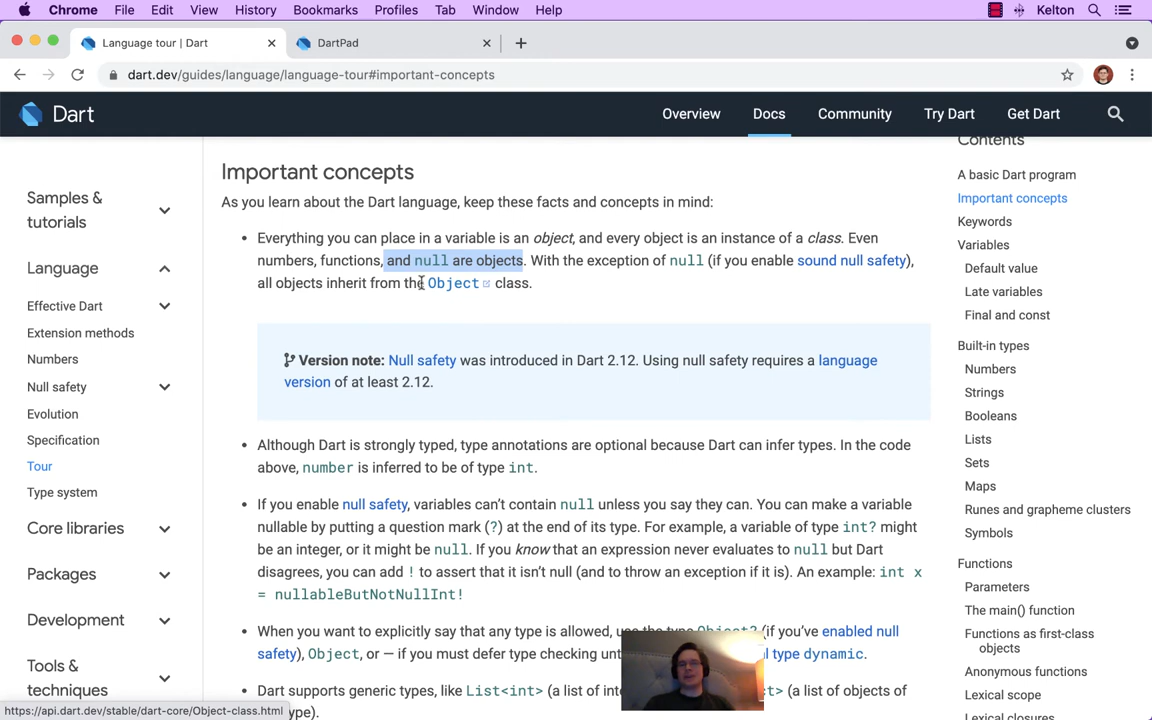 Chrome File Edit View History Bookmarks Profiles Tab Window Help Kelton
Language tour | Dart
DartPad
dart.dev/guides/language/language-tour#important-concepts
Dart
Overview Docs Community Try Dart Get Dart
Samples &
tutorials
Language
Effective Dart
Extension methods
Numbers
Null safety
Evolution
Specification
Tour
Type system
Core libraries
Packages
Development
Tools &
techniques
https://api.dart.dev/stable/dart-core/Object-class.html
Important concepts
As you learn about the Dart language, keep these facts and concepts in mind:
• Everything you can place in a variable is an object, and every object is an instance of a class. Even
numbers, functions, and null are objects. With the exception of null (if you enable sound null safety),
all objects inherit from the Object class.
Version note: Null safety was introduced in Dart 2.12. Using null safety requires a language
version of at least 2.12.
• Although Dart is strongly typed, type annotations are optional because Dart can infer types. In the code
above, number is inferred to be of type int.
• If you enable null safety, variables can’t contain null unless you say they can. You can make a variable
nullable by putting a question mark (?) at the end of its type. For example, a variable of type int? might
be an integer, or it might be null. If you know that an expression never evaluates to null but Dart
disagrees, you can add ! to assert that it isn’t null (and to throw an exception if it is). An example: int x
= nullableButNotNullInt!
• When you want to explicitly say that any type is allowed, use the type Object? (if you’ve enabled null
safety), Object, or — if you must defer type checking type dynamic.
• Dart supports generic types, like List<int> (a list of (a list of objects of
type).
Contents
A basic Dart program
Important concepts
Keywords
Variables
Default value
Late variables
Final and const
Built-in types
Numbers
Strings
Booleans
Lists
Sets
Maps
Runes and grapheme clusters
Symbols
Functions
Parameters
The main() function
Functions as first-class
objects
Anonymous functions
Lexical scope
Lexical closures